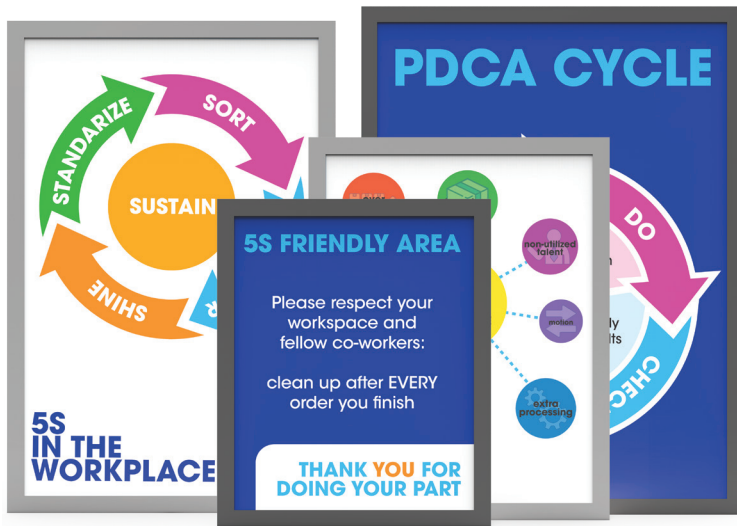 STANDARIZE
SORT
SUSTAIN
SHINE
R
5S
IN THE
WORKPLACE
PDCA CYCLE
DO
CHEC
non-utilized
talent
motion
extra
processing
5S FRIENDLY AREA
Please respect your
workspace and
fellow co-workers:
clean up after EVERY
order you finish
THANK YOU FOR
DOING YOUR PART